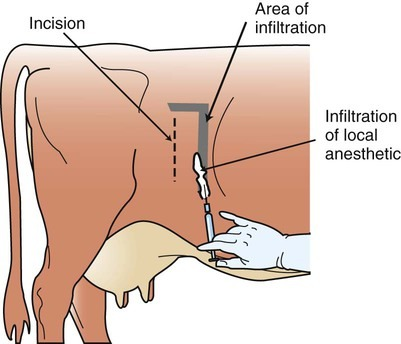 Incision
Area of
infiltration
Infiltration
of local
anesthetic